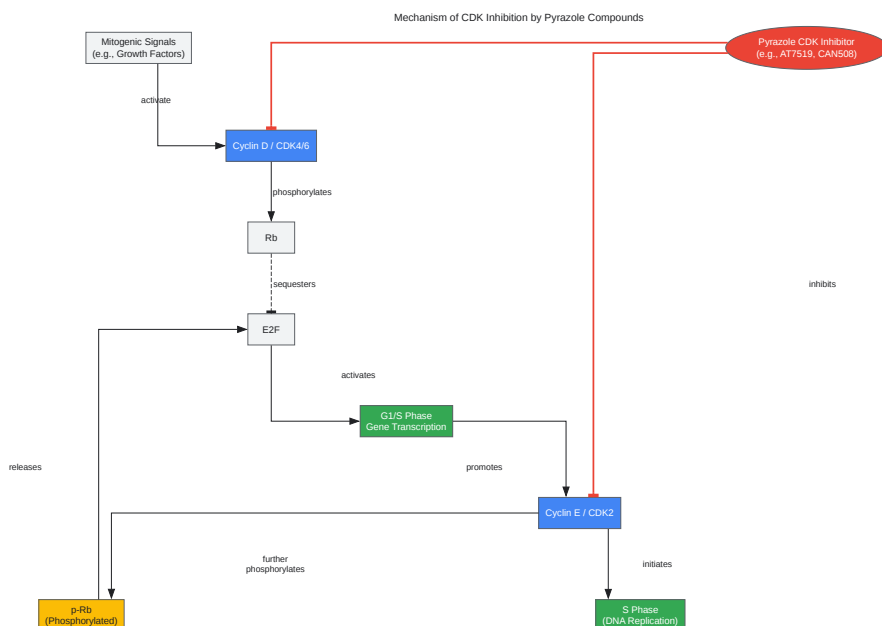 Mechanism of CDK Inhibition by Pyrazole Compounds
Mitogenic Signals
(e.g., Growth Factors)
Pyrazole CDK Inhibitor
(e.g., AT7519, CAN508)
activate
Cyclin D / CDK4/6
phosphorylates
Rb
sequesters
inhibits
E2F
activates
G1/S Phase
Gene Transcription
releases
promotes
Cyclin E / CDK2
further
phosphorylates
initiates
p-Rb
(Phosphorylated)
S Phase
(DNA Replication)